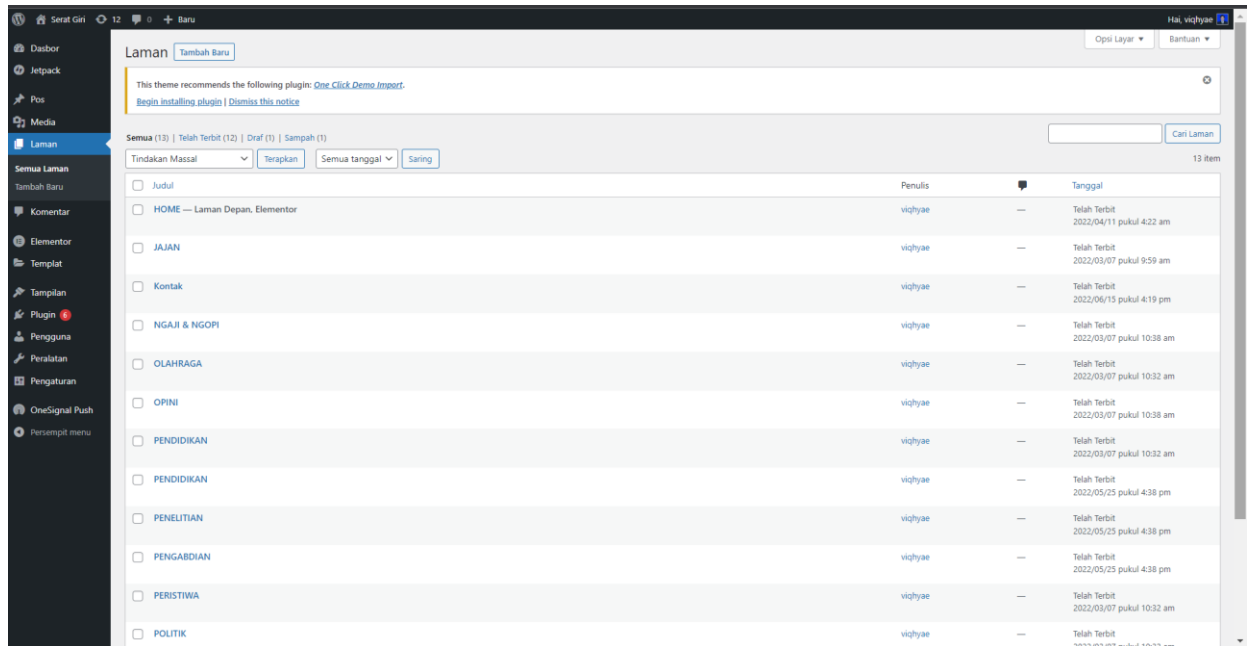 Serat Giri 12 0 + Baru Hai, viqhyae
Dasbor
Jetpack
Pos
Media
Laman
Semua Laman
Tambah Baru
Komentar
Elementor
Templat
Tampilan
Plugin 6
Pengguna
Peralatan
Pengaturan
OneSignal Push
Persempit menu
Opsi Layar Bantuan
Laman Tambah Baru
This theme recommends the following plugin: One Click Demo Import.
Begin installing plugin | Dismiss this notice
Semua (13) | Telah Terbit (12) | Draf (1) | Sampah (1)
Cari Laman
Tindakan Massal Terapkan Semua tanggal Saring 13 item
Judul Penulis Tanggal
HOME — Laman Depan, Elementor viqhyae — Telah Terbit
2022/04/11 pukul 4:22 am
JAJAN viqhyae — Telah Terbit
2022/03/07 pukul 9:59 am
Kontak viqhyae — Telah Terbit
2022/06/15 pukul 4:19 pm
NGAJI & NGOPI viqhyae — Telah Terbit
2022/03/07 pukul 10:38 am
OLAHRAGA viqhyae — Telah Terbit
2022/03/07 pukul 10:32 am
OPINI viqhyae — Telah Terbit
2022/03/07 pukul 10:38 am
PENDIDIKAN viqhyae — Telah Terbit
2022/03/07 pukul 10:32 am
PENDIDIKAN viqhyae — Telah Terbit
2022/05/25 pukul 4:38 pm
PENELITIAN viqhyae — Telah Terbit
2022/05/25 pukul 4:38 pm
PENGABDIAN viqhyae — Telah Terbit
2022/05/25 pukul 4:38 pm
PERISTIWA viqhyae — Telah Terbit
2022/03/07 pukul 10:32 am
POLITIK viqhyae — Telah Terbit